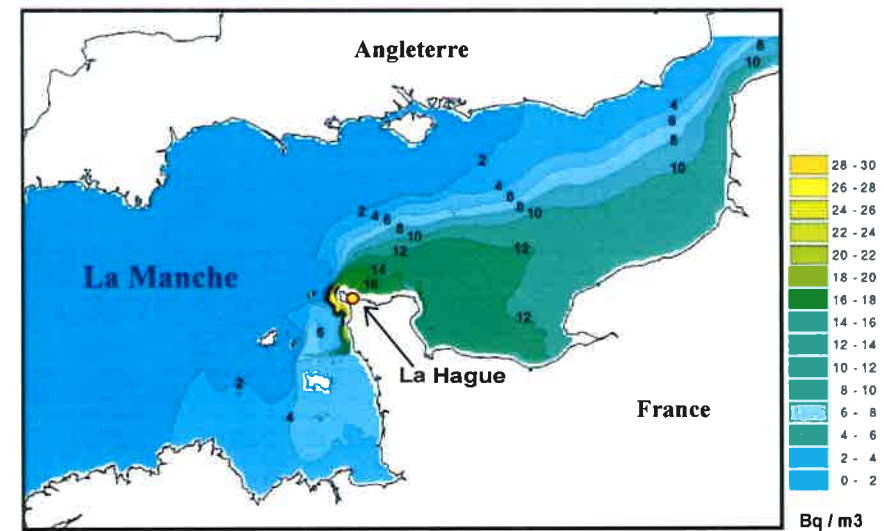 Angleterre
8
10
4
6
8
10
2
4
6
8
10
2
4
6
8
10
12
12
14
16
La Manche
6
12
La Hague
2
4
France
28 - 30
26 - 28
24 - 26
22 - 24
20 - 22
18 - 20
16 - 18
14 - 16
12 - 14
10 - 12
8 - 10
6 - 8
4 - 6
2 - 4
0 - 2
Bq / m3